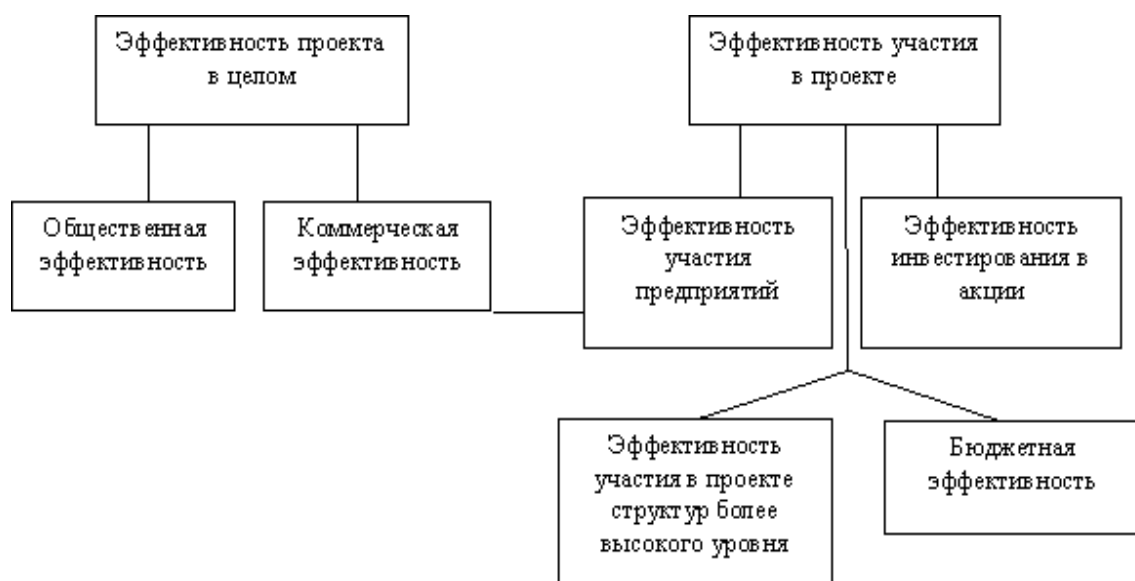 Эффективность проекта
в целом
Эффективность участия
в проекте
Общественная
эффективность
Коммерческая
эффективность
Эффективность
участия
предприятий
Эффективность
инвестирования в
акции
Эффективность
участия в проекте
структур более
высокого уровня
Бюджетная
эффективность